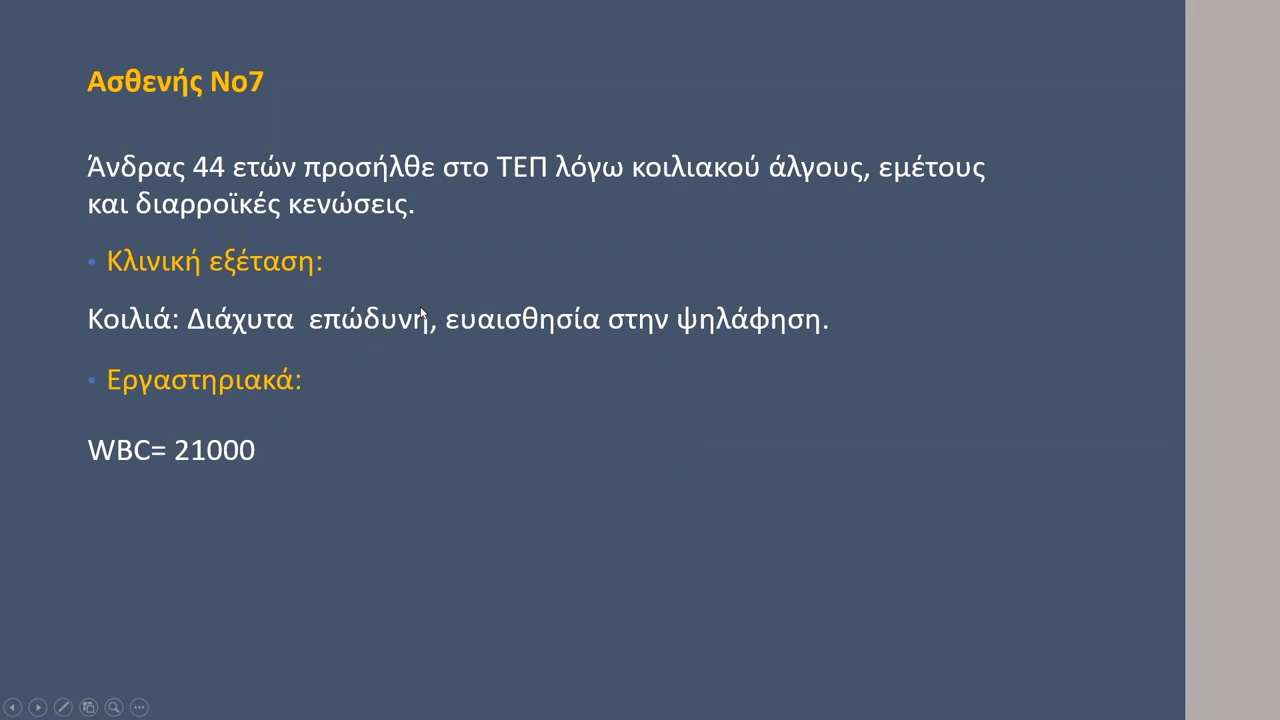 Ασθενής Νο7
Άνδρας 44 ετών προσήλθε στο ΤΕΠ λόγω κοιλιακού άλγους, εμέτους
και διαρροϊκές κενώσεις.
• Κλινική εξέταση:
Κοιλιά: Διάχυτα  επώδυνη, ευαισθησία στην ψηλάφηση.
• Εργαστηριακά:
WBC= 21000